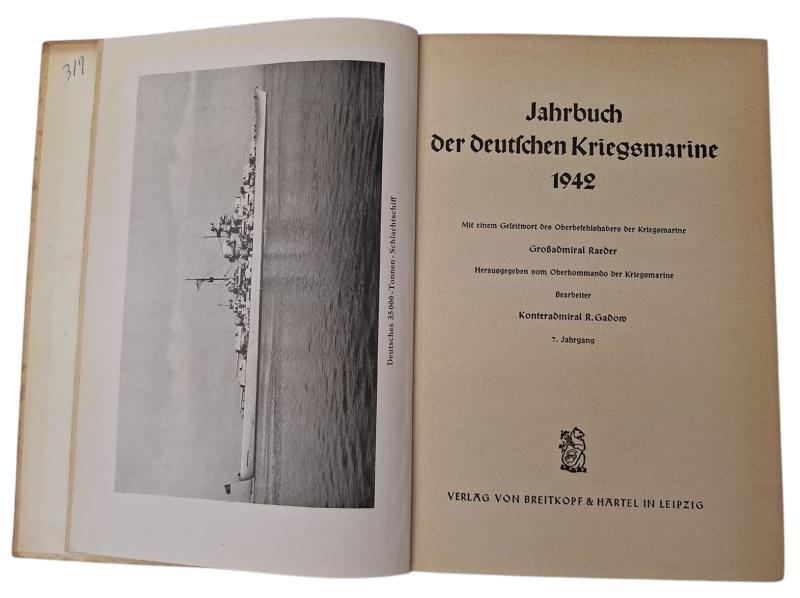 319
Deutsches 35000-Tonnen-Schlachtschiff
Jahrbuch
der deutſchen Kriegsmarine
1942
Mit einem Geleitwort des Oberbefehlshabers der Kriegsmarine
Großadmiral Raeder
Herausgegeben vom Oberkommando der Kriegsmarine
Bearbeiter
Konteradmiral R. Gadow
7. Jahrgang
VERLAG VON BREITKOPF & HÄRTEL IN LEIPZIG